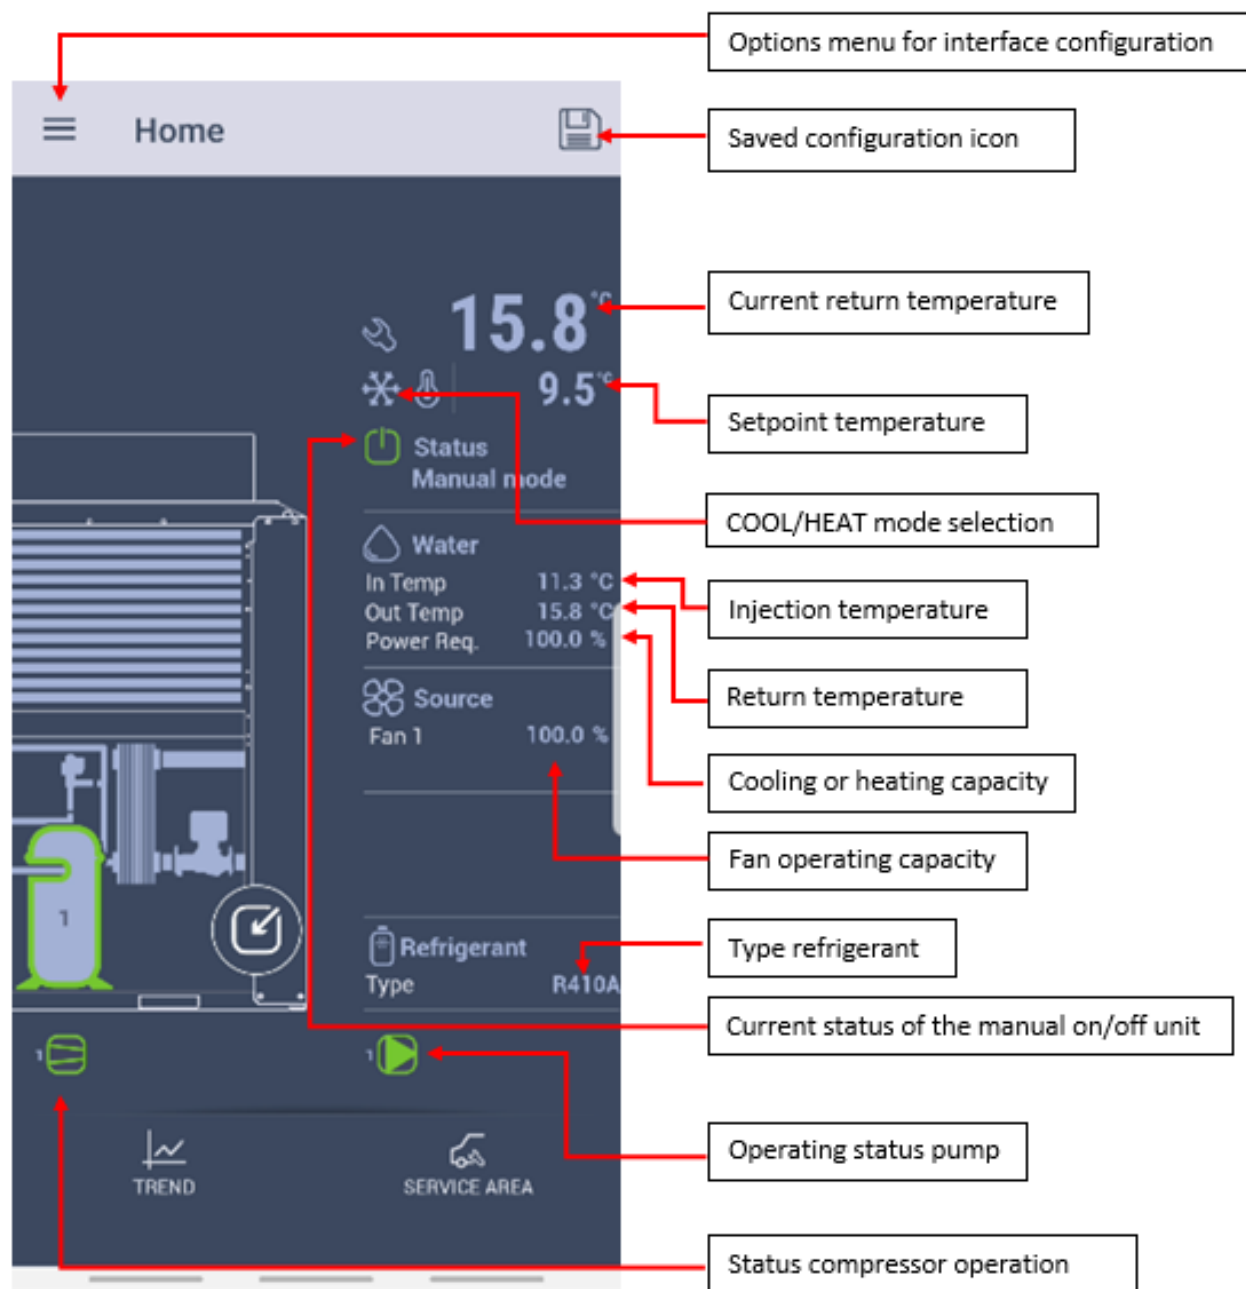 Options menu for interface configuration
Home
Saved configuration icon
15.8 °C
Current return temperature
9.5 °C
Setpoint temperature
Status
Manual mode
COOL/HEAT mode selection
Water
In Temp 11.3 °C
Out Temp 15.8 °C
Power Req. 100.0 %
Injection temperature
Return temperature
Source
Fan 1 100.0 %
Cooling or heating capacity
Fan operating capacity
1
Refrigerant
Type R410A
Type refrigerant
Current status of the manual on/off unit
1
1
Operating status pump
TREND
SERVICE AREA
Status compressor operation